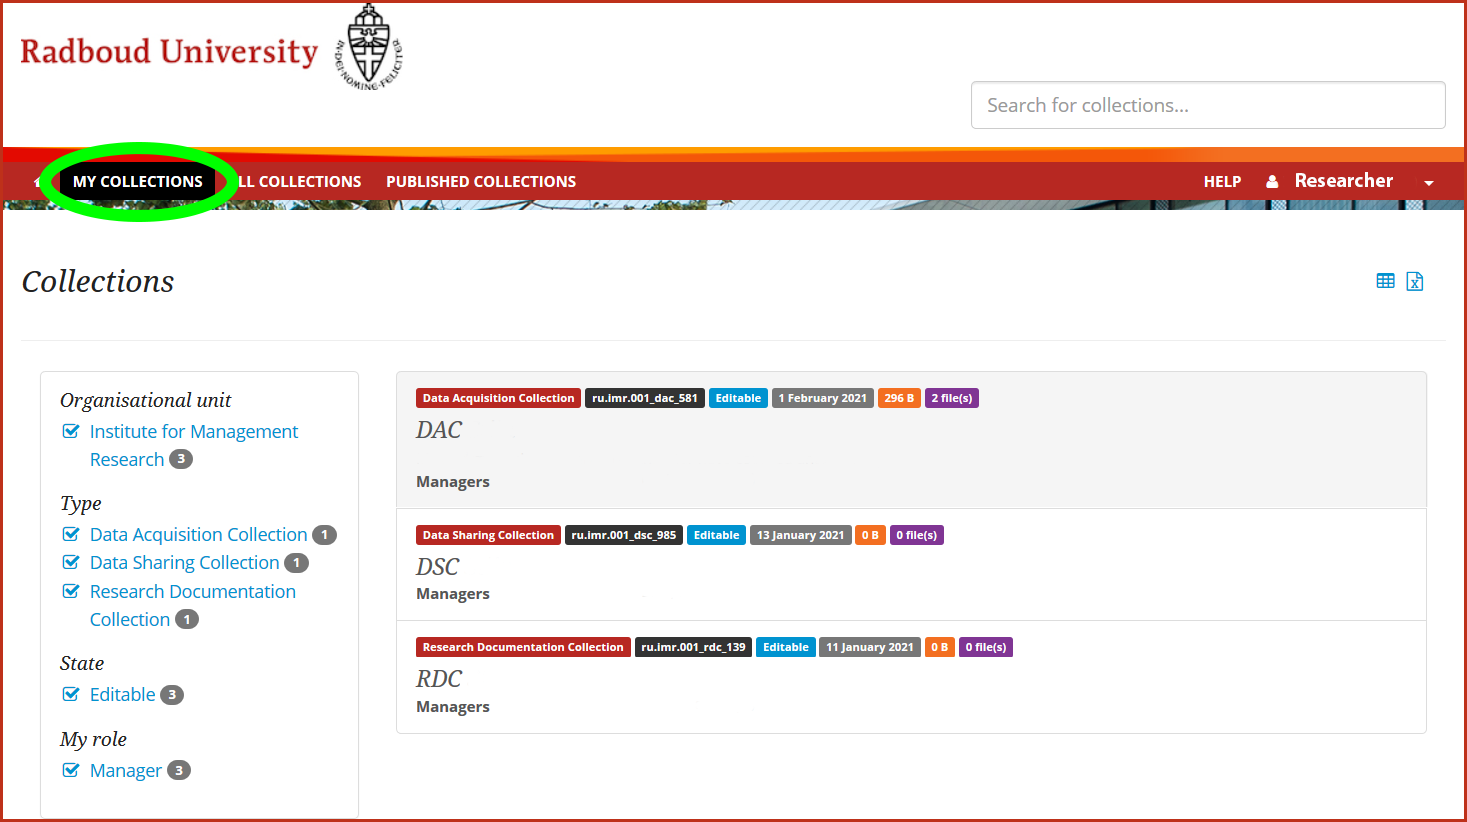 Radboud University
IN·DEI·NOMINE·FELICITER
Search for collections...
MY COLLECTIONS
LL COLLECTIONS
PUBLISHED COLLECTIONS
HELP
Researcher
Collections
Organisational unit
Institute for Management
Research 3
Type
Data Acquisition Collection 1
Data Sharing Collection 1
Research Documentation
Collection 1
State
Editable 3
My role
Manager 3
Data Acquisition Collection ru.imr.001_dac_581 Editable 1 February 2021 296 B 2 file(s)
DAC
Managers
Data Sharing Collection ru.imr.001_dsc_985 Editable 13 January 2021 0 B 0 file(s)
DSC
Managers
Research Documentation Collection ru.imr.001_rdc_139 Editable 11 January 2021 0 B 0 file(s)
RDC
Managers